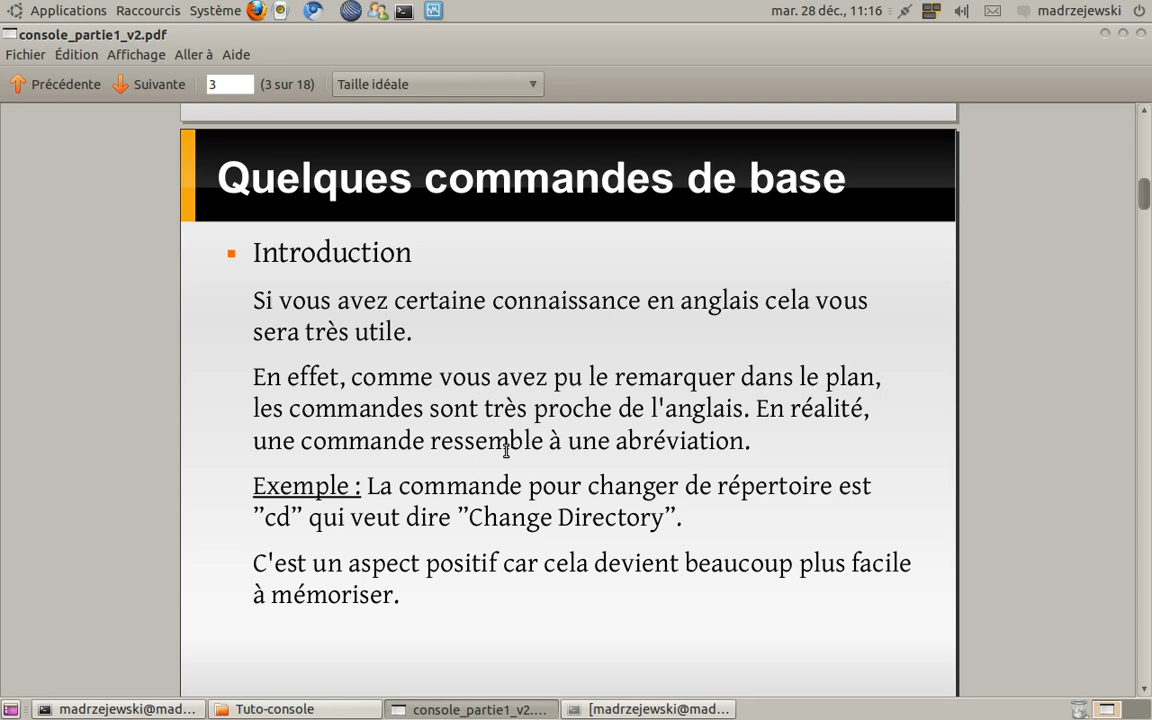 Applications Raccourcis Système mar. 28 déc., 11:16 madrzejewski
console_partie1_v2.pdf
Fichier Édition Affichage Aller à Aide
Précédente Suivante 3 (3 sur 18) Taille idéale
Quelques commandes de base
Introduction
Si vous avez certaine connaissance en anglais cela vous
sera très utile.
En effet, comme vous avez pu le remarquer dans le plan,
les commandes sont très proche de l'anglais. En réalité,
une commande ressemble à une abréviation.
Exemple : La commande pour changer de répertoire est
”cd” qui veut dire ”Change Directory”.
C'est un aspect positif car cela devient beaucoup plus facile
à mémoriser.
madrzejewski@mad... Tuto-console console_partie1_v2.... [madrzejewski@mad...